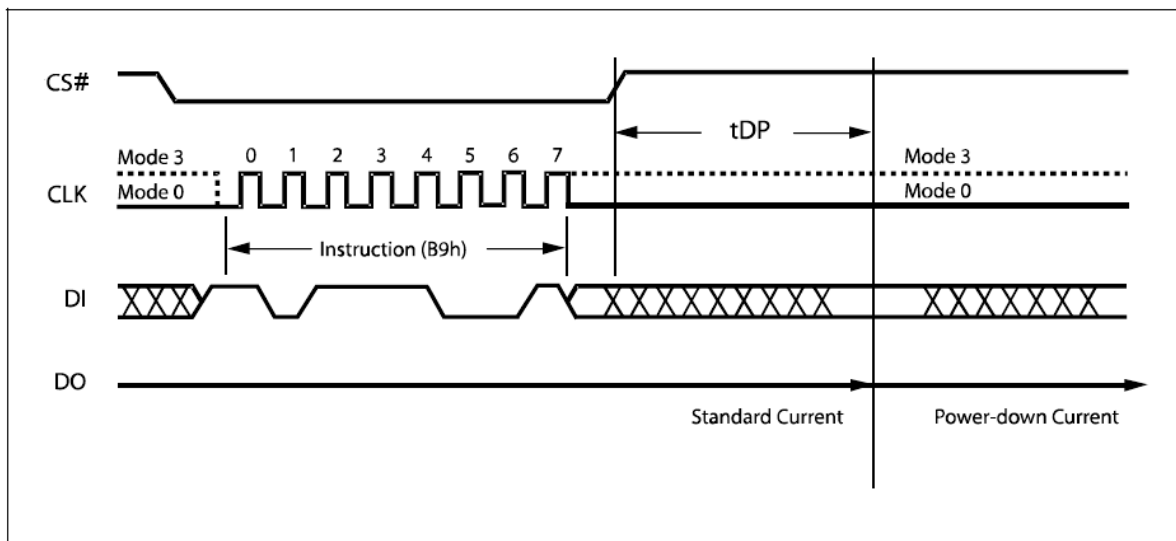 CS#
tDP
Mode 3 0 1 2 3 4 5 6 7 Mode 3
CLK Mode 0 Mode 0
Instruction (B9h)
DI
DO
Standard Current Power-down Current